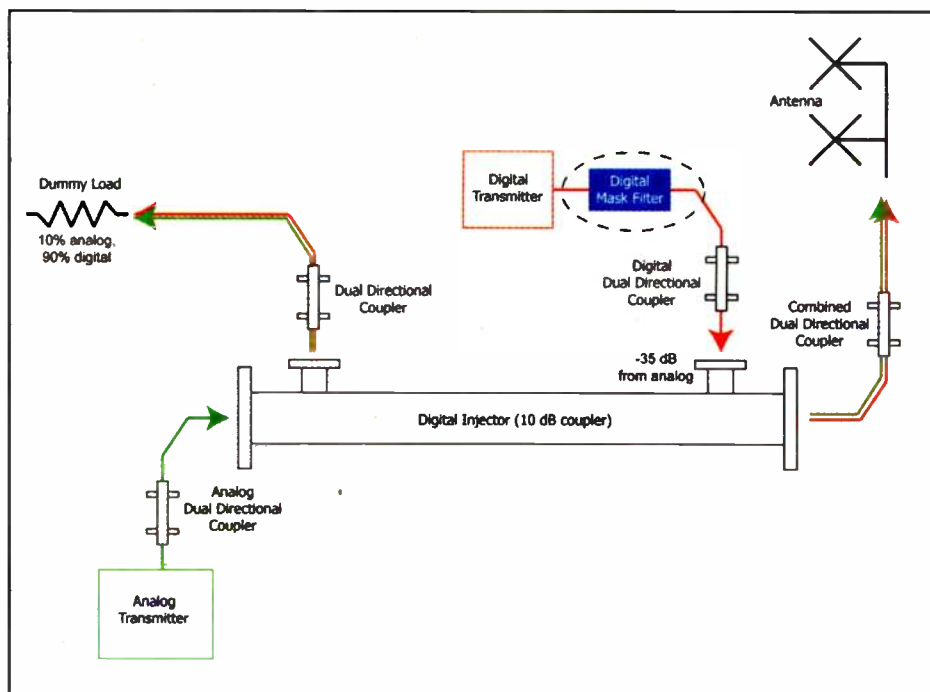 Antenna
Digital
Transmitter
Digital
Mask Filter
Dummy Load
10% analog,
90% digital
Dual Directional
Coupler
Digital
Dual Directional
Coupler
Combined
Dual Directional
Coupler
-35 dB
from analog
Digital Injector (10 dB coupler)
Analog
Dual Directional
Coupler
Analog
Transmitter